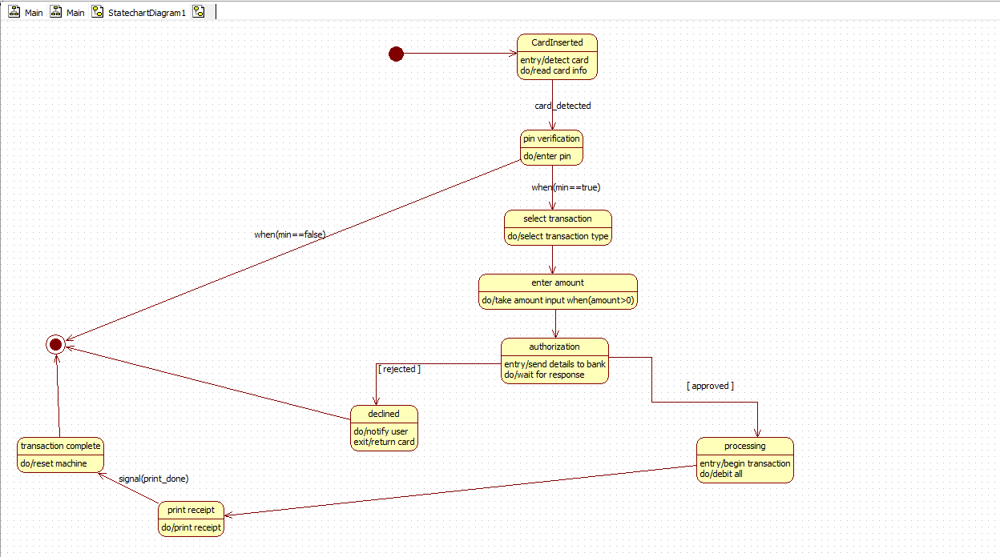 Main Main StatechartDiagram1
CardInserted
entry/detect card
do/read card info
card_detected
pin verification
do/enter pin
when(min==true)
select transaction
do/select transaction type
when(min==false)
enter amount
do/take amount input when(amount>0)
authorization
entry/send details to bank
do/wait for response
[ rejected ]
[ approved ]
declined
do/notify user
exit/return card
transaction complete
do/reset machine
processing
entry/begin transaction
do/debit all
signal(print_done)
print receipt
do/print receipt